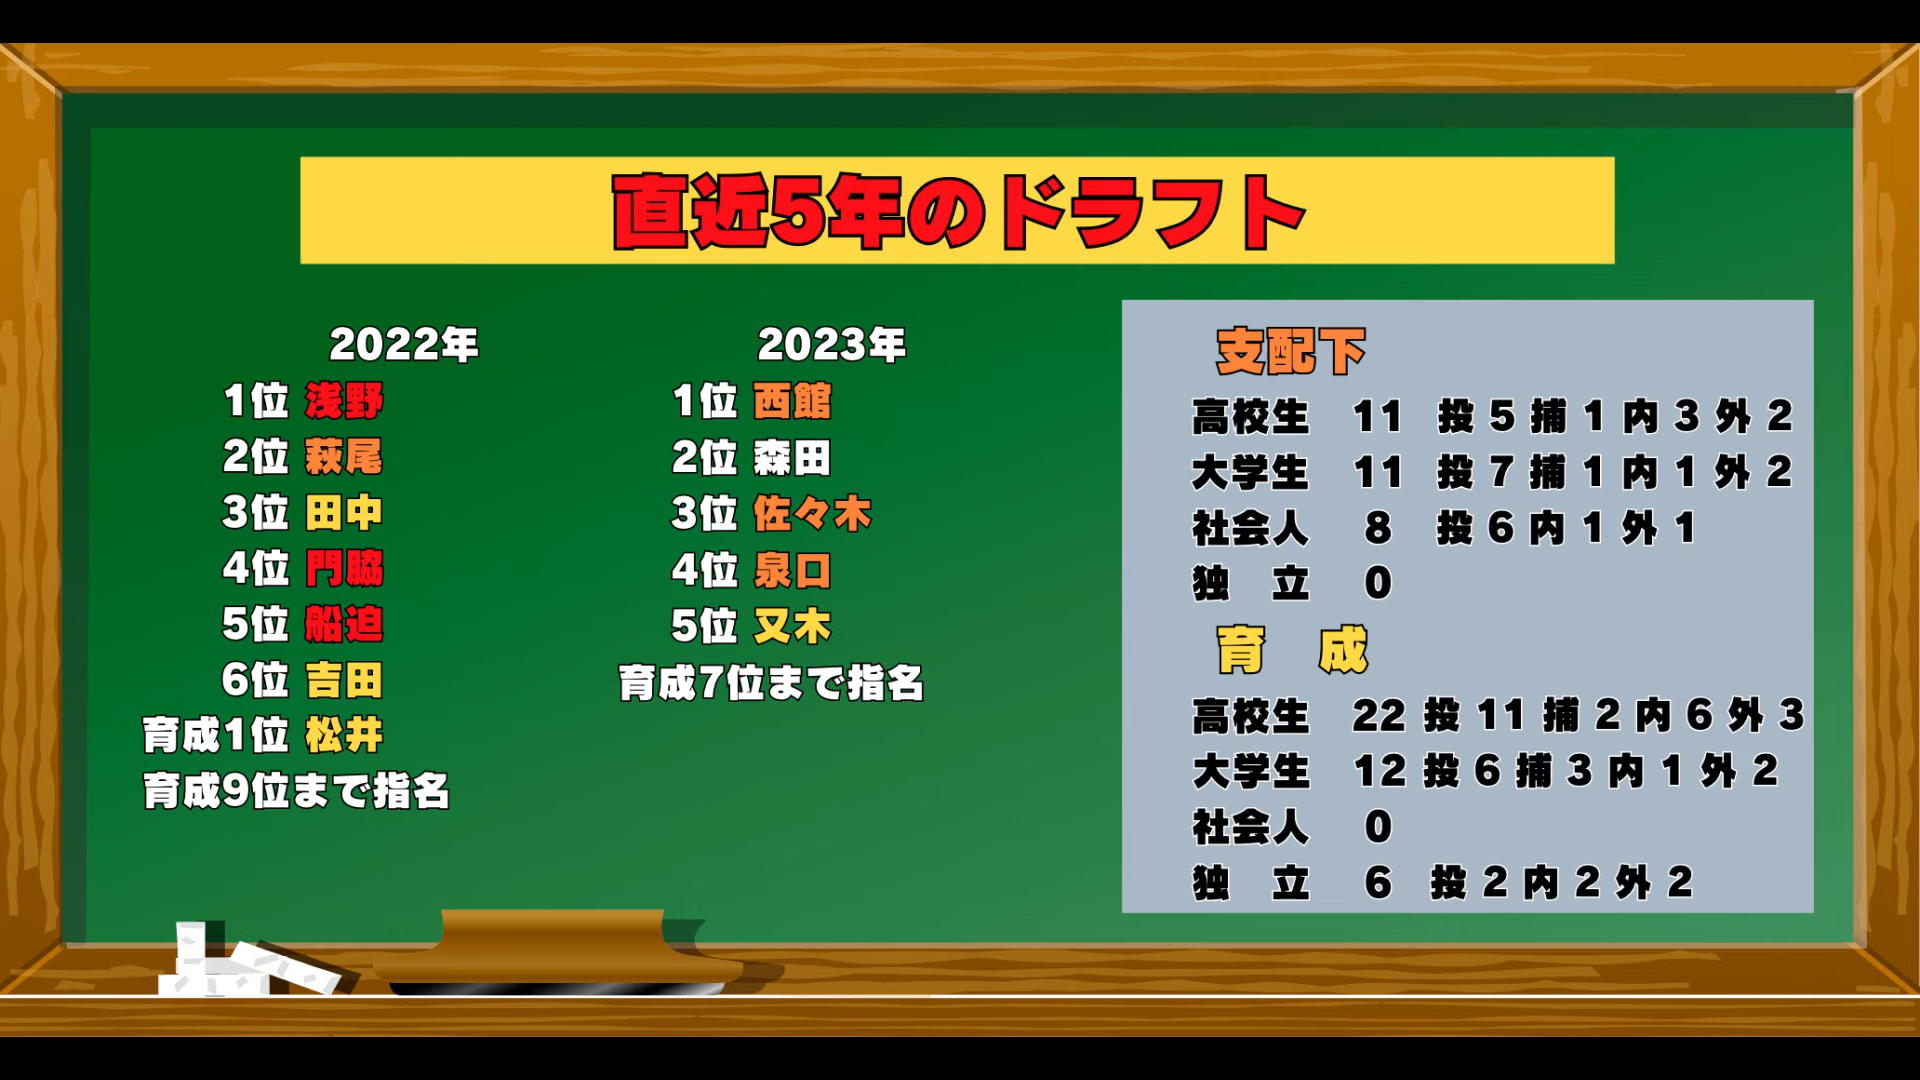 直近5年のドラフト
2022年
1位 浅野
2位 萩尾
3位 田中
4位 門脇
5位 船迫
6位 吉田
育成1位 松井
育成9位まで指名
2023年
1位 西館
2位 森田
3位 佐々木
4位 泉口
5位 又木
育成7位まで指名
支配下
高校生 11 投 5 捕 1 内 3 外 2
大学生 11 投 7 捕 1 内 1 外 2
社会人 8 投 6 内 1 外 1
独 立 0
育 成
高校生 22 投 11 捕 2 内 6 外 3
大学生 12 投 6 捕 3 内 1 外 2
社会人 0
独 立 6 投 2 内 2 外 2